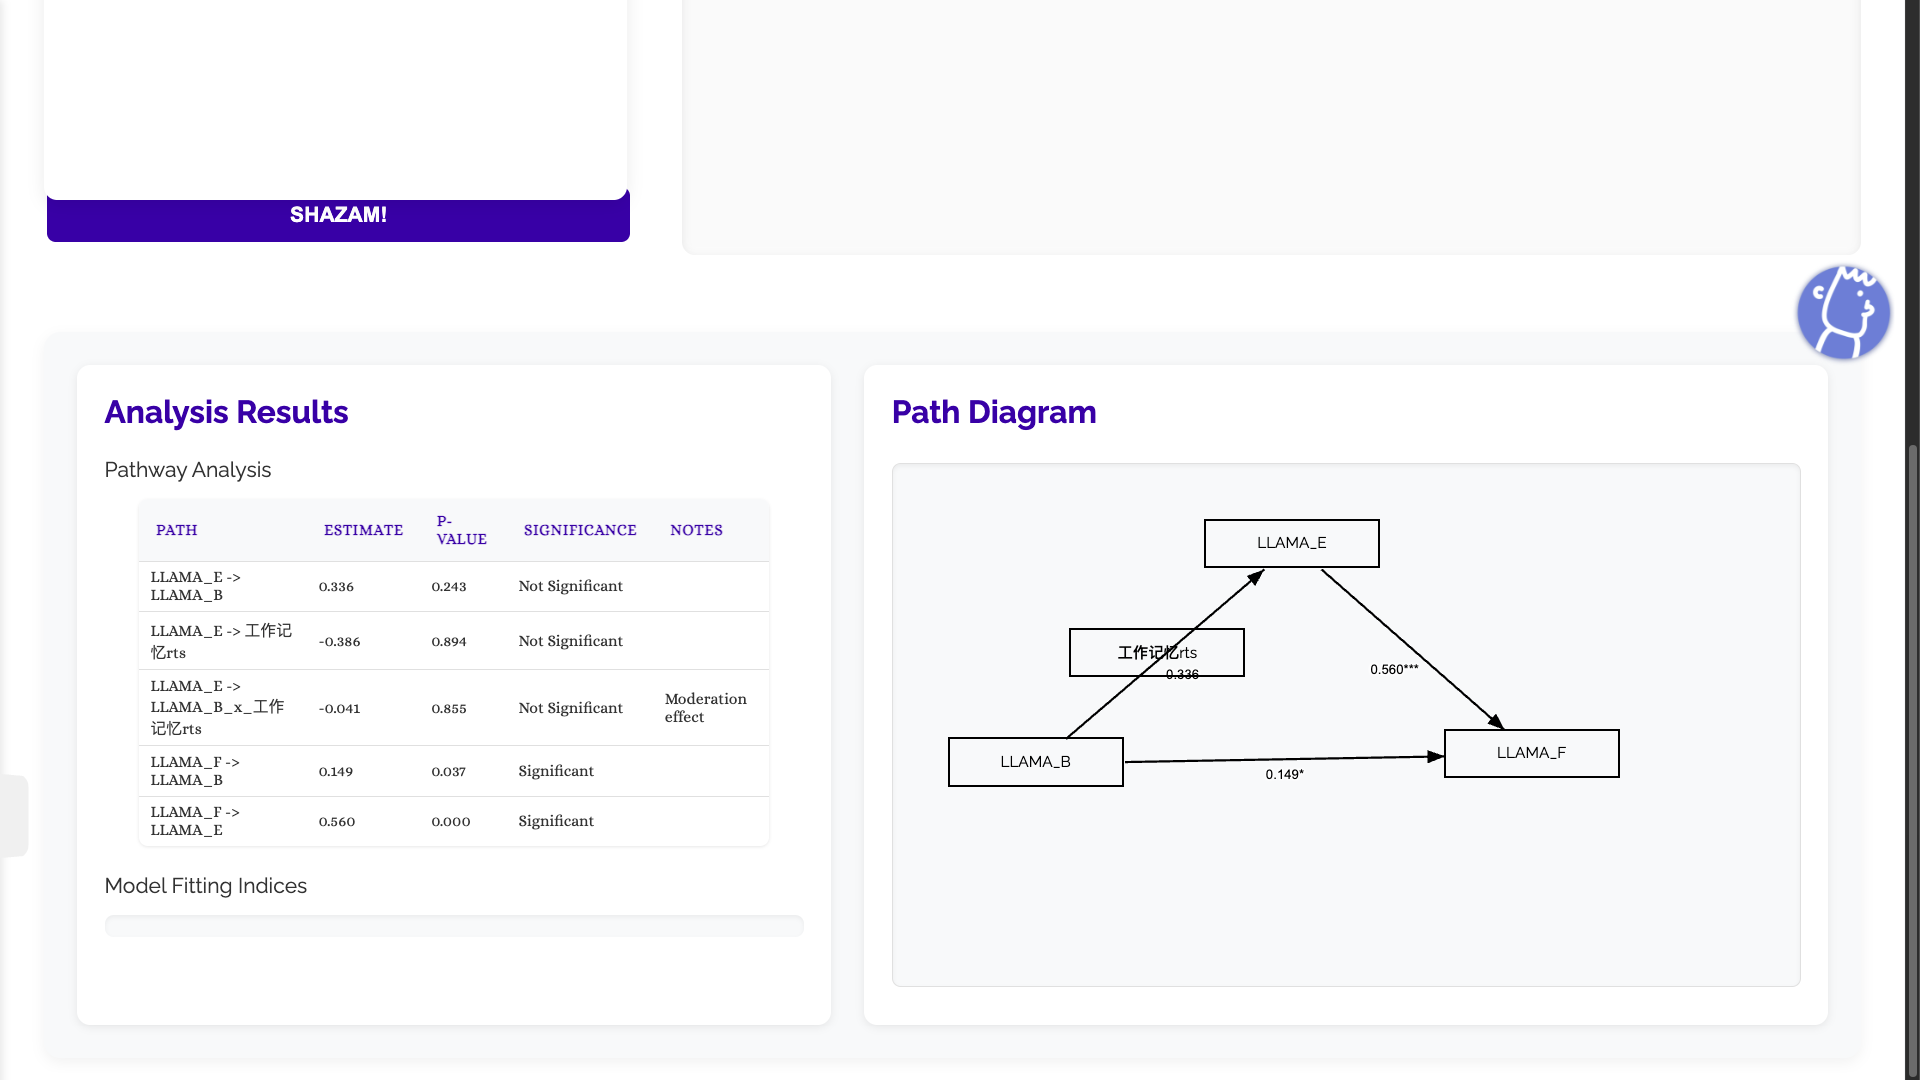 SHAZAM!
Analysis Results
Pathway Analysis
PATH ESTIMATE P-VALUE SIGNIFICANCE NOTES
LLAMA_E -> LLAMA_B 0.336 0.243 Not Significant
LLAMA_E -> 工作记忆rts -0.386 0.894 Not Significant
LLAMA_E -> LLAMA_B_x_工作记忆rts -0.041 0.855 Not Significant Moderation effect
LLAMA_F -> LLAMA_B 0.149 0.037 Significant
LLAMA_F -> LLAMA_E 0.560 0.000 Significant
Model Fitting Indices
Path Diagram
LLAMA_E
工作记忆rts
0.336
0.560***
LLAMA_B
LLAMA_F
0.149*